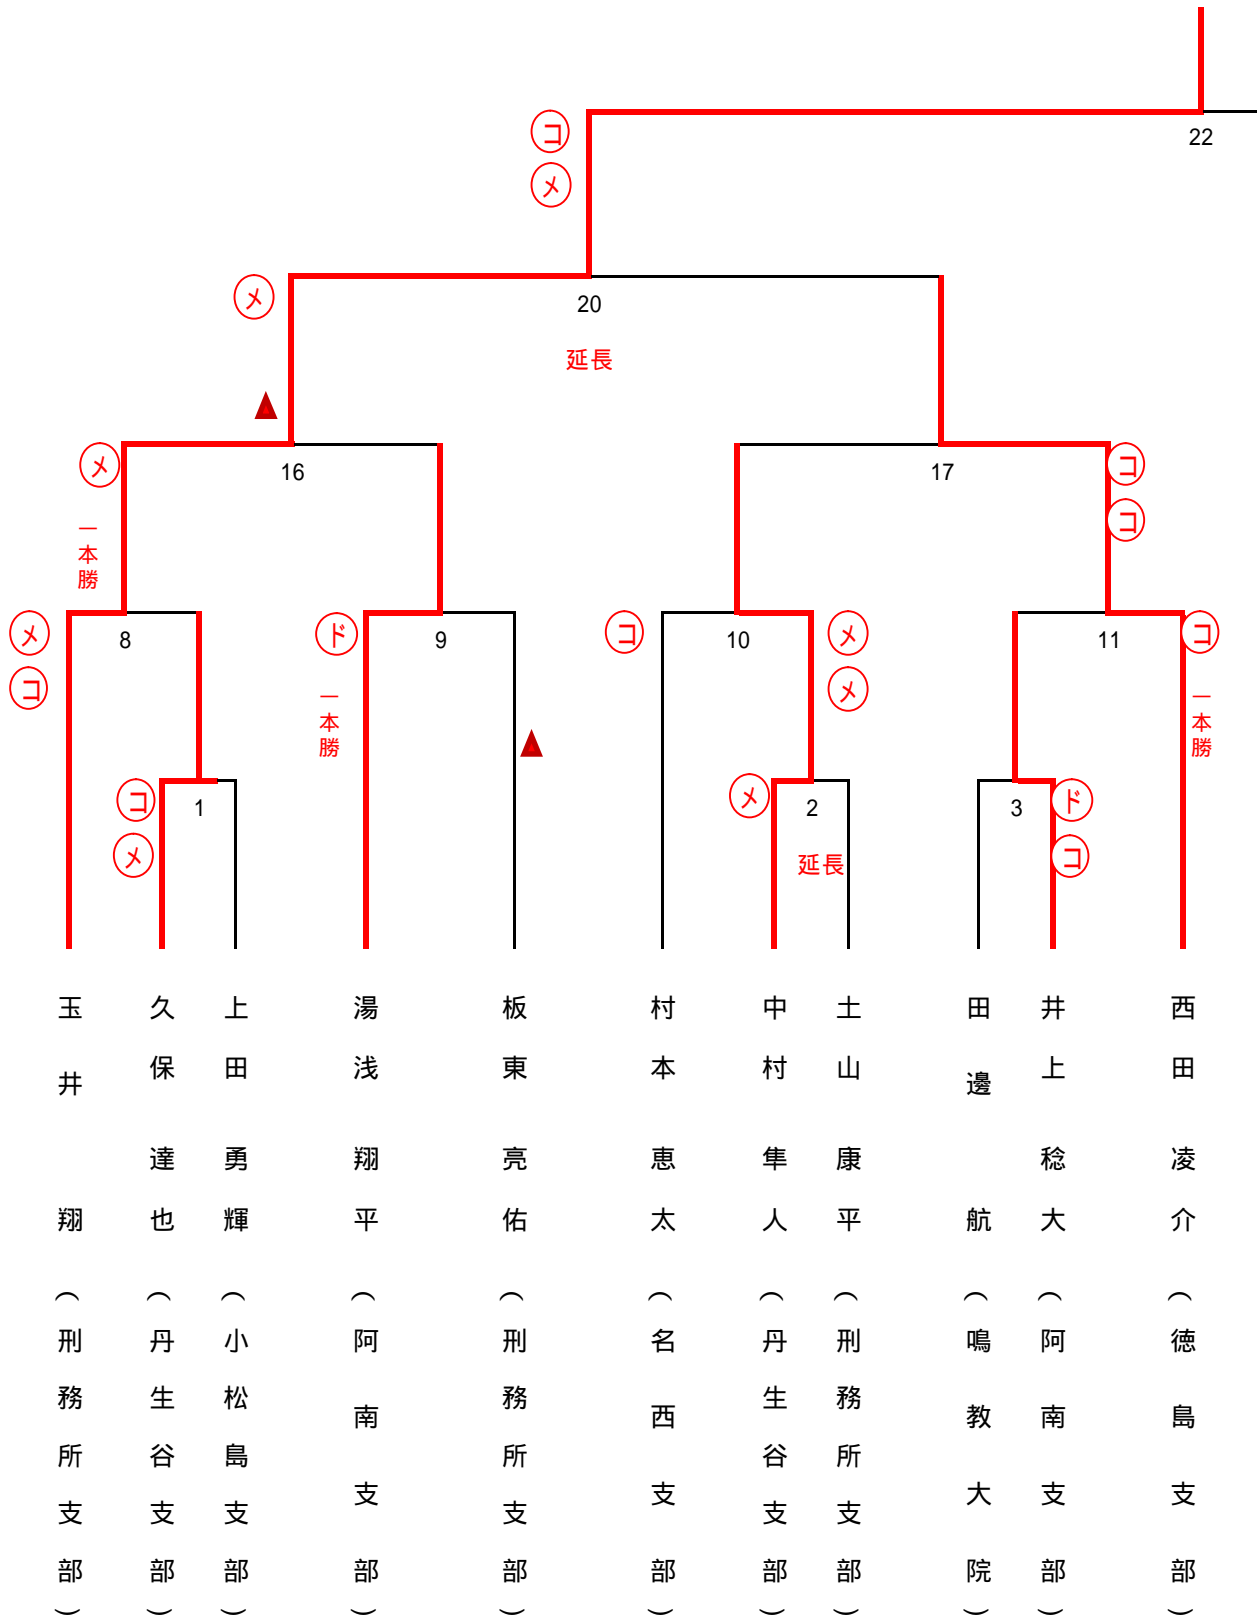 コ
メ
22
メ
20
延長
▲
メ
16
17
コ
コ
一本勝
メ
コ
8
ド
9
一本勝
▲
コ
10
メ
メ
11
コ
一本勝
コ
メ
1
メ
2
延長
3
ド
コ
玉井 翔(刑務所支部)
久保 達也(丹生谷支部)
上田 勇輝(小松島支部)
湯浅 翔平(阿南支部)
板東 亮佑(刑務所支部)
村本 恵太(名西支部)
中村 隼人(丹生谷支部)
土山 康平(刑務所支部)
田邊 航(鳴教大院)
井上 稔大(阿南支部)
西田 凌介(徳島支部)